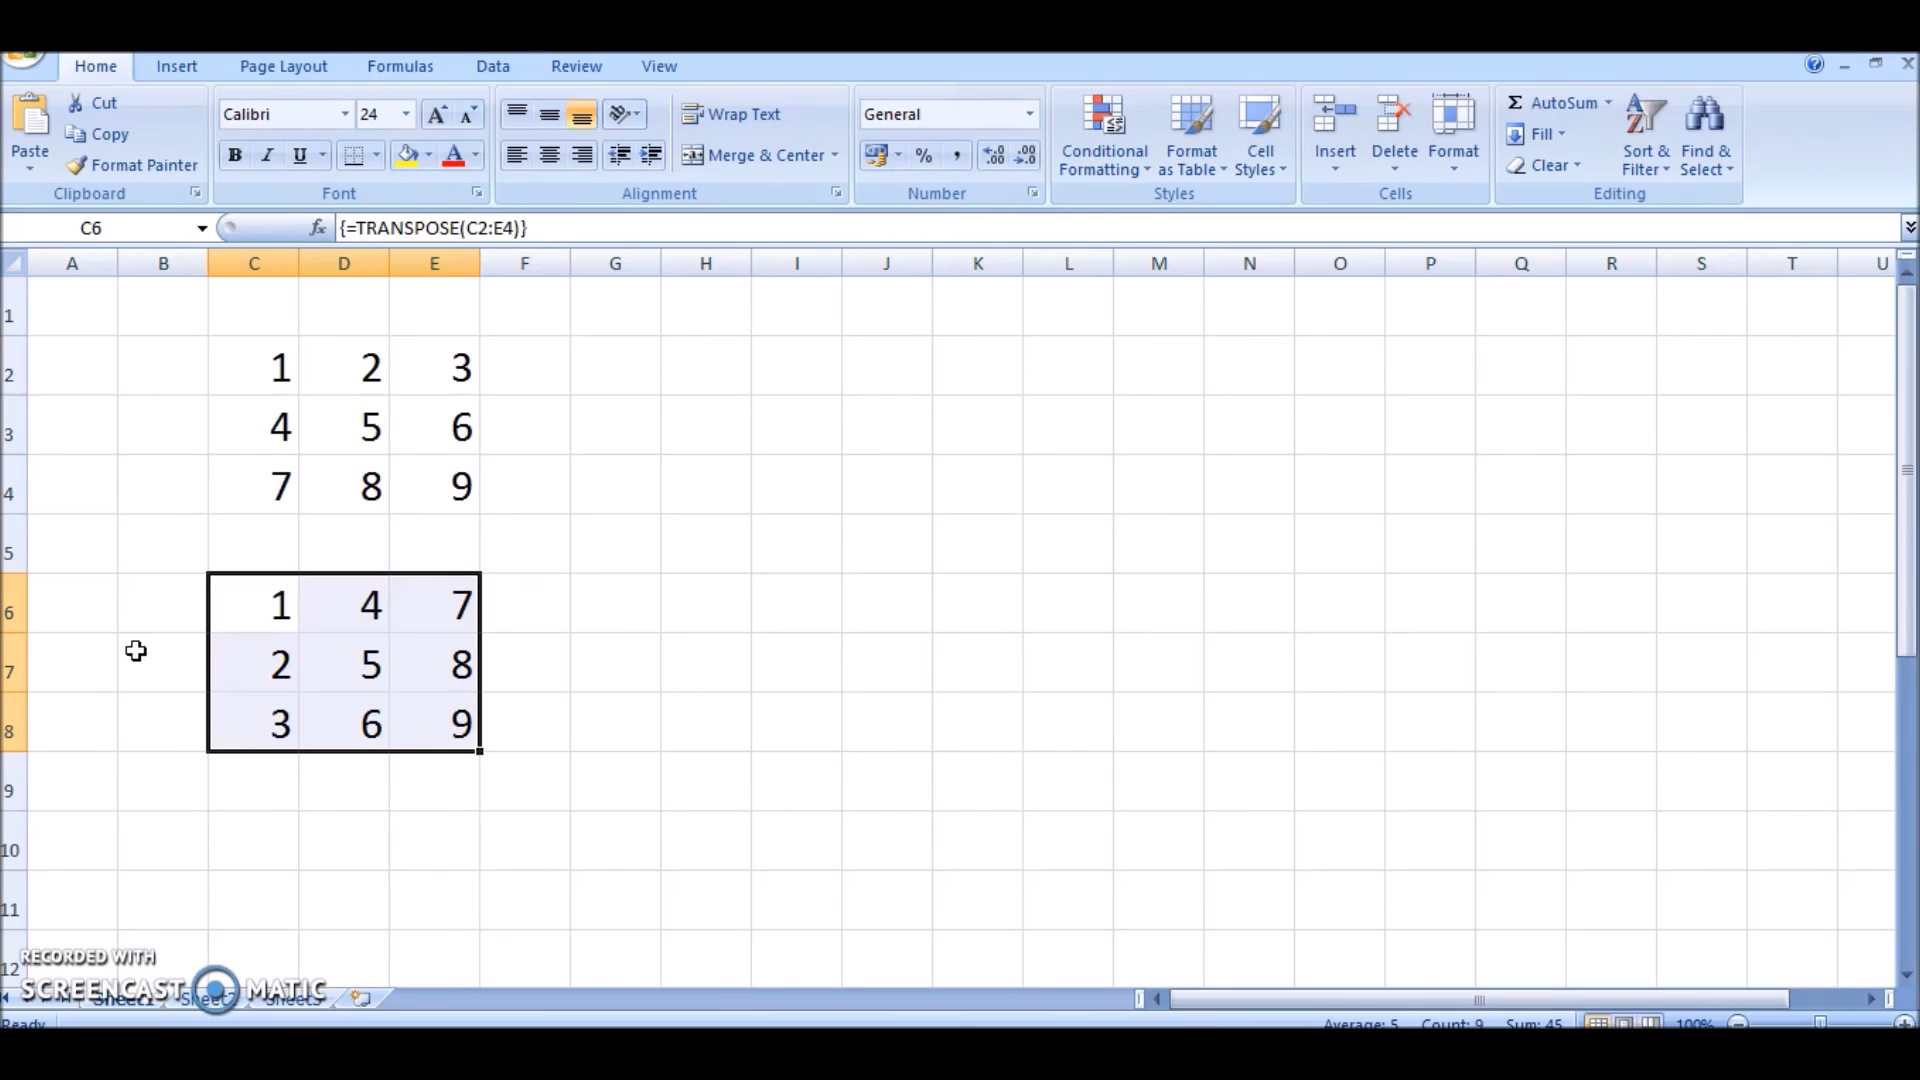 Home Insert Page Layout Formulas Data Review View
Paste
Cut
Copy
Format Painter
Clipboard
Calibri 24
B I U
Font
Wrap Text
Merge & Center
Alignment
General
% ,
Number
Conditional Formatting
Format as Table
Cell Styles
Styles
Insert
Delete
Format
Cells
Σ AutoSum
Fill
Clear
Sort & Filter
Find & Select
Editing
C6 fx {=TRANSPOSE(C2:E4)}
A B C D E F G H I J K L M N O P Q R S T U
1
2 1 2 3
3 4 5 6
4 7 8 9
5
6 1 4 7
7 2 5 8
8 3 6 9
9
10
11
12
RECORDED WITH
SCREENCAST MATIC
Sheet1 Sheet2 Sheet3
Ready Average: 5 Count: 9 Sum: 45 100%